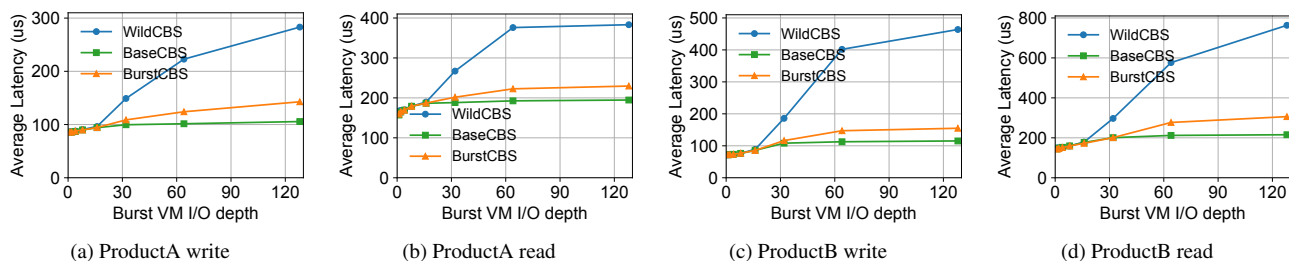 300
200
100
0
Average Latency (us)
WildCBS
BaseCBS
BurstCBS
0 30 60 90 120
Burst VM I/O depth
(a) ProductA write
400
300
200
100
0
Average Latency (us)
WildCBS
BaseCBS
BurstCBS
0 30 60 90 120
Burst VM I/O depth
(b) ProductA read
500
400
300
200
100
0
Average Latency (us)
WildCBS
BaseCBS
BurstCBS
0 30 60 90 120
Burst VM I/O depth
(c) ProductB write
800
600
400
200
0
Average Latency (us)
WildCBS
BaseCBS
BurstCBS
0 30 60 90 120
Burst VM I/O depth
(d) ProductB read